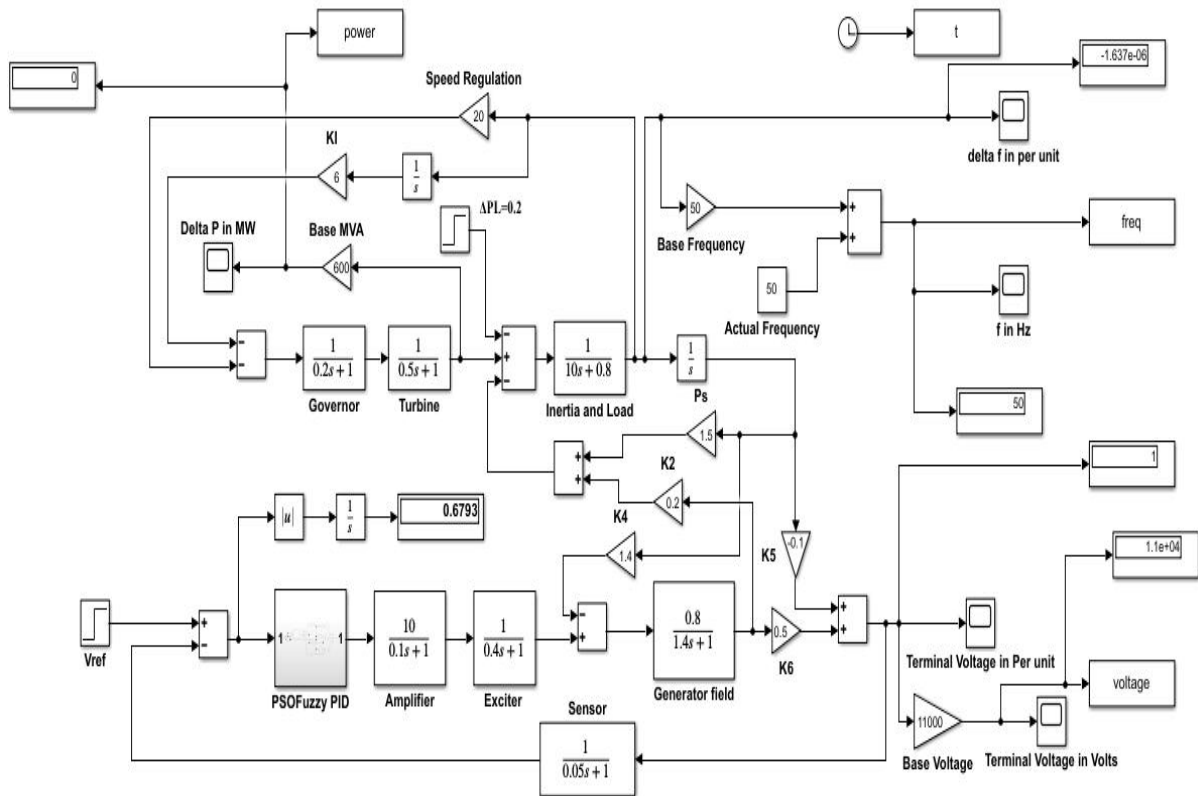 power
t
0
-1.637e-06
Speed Regulation
20
KI
6
1
s
delta f in per unit
ΔPL=0.2
50
+
+
freq
Base Frequency
Delta P in MW
Base MVA
600
50
Actual Frequency
f in Hz
-
-
1
0.2s+1
1
0.5s+1
-
+
-
1
10s+0.8
1
s
Governor
Turbine
Inertia and Load
Ps
50
1.5
+
+
K2
0.2
1
|u|
1
s
0.6793
K4
1.4
K5
-0.1
1.1e+04
+
-
1
1
10
0.1s+1
1
0.4s+1
-
+
0.8
1.4s+1
0.5
+
+
Vref
K6
Terminal Voltage in Per unit
PSOFuzzy PID
Amplifier
Exciter
Generator field
voltage
Sensor
1
0.05s+1
11000
Base Voltage
Terminal Voltage in Volts